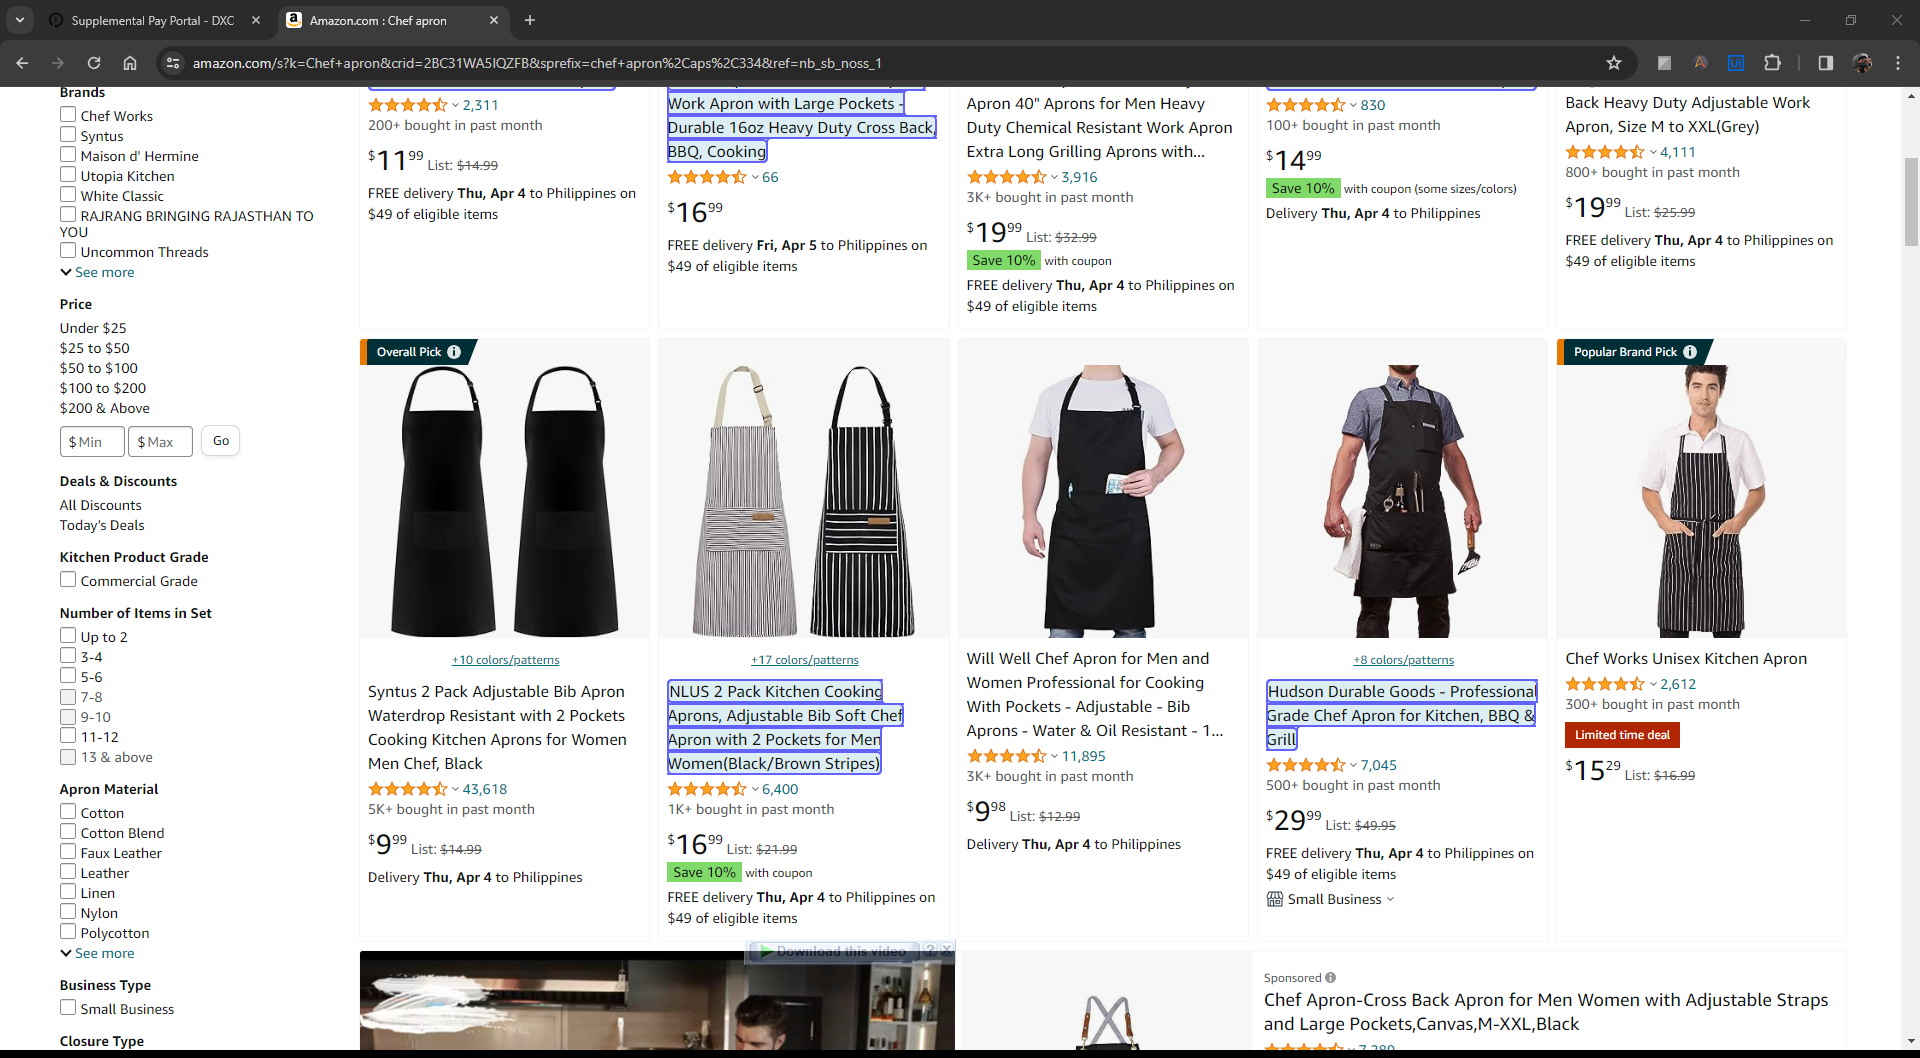 Supplemental Pay Portal - DXC
Amazon.com : Chef apron
amazon.com/s?k=Chef+apron&crid=2BC31WA5IQZFB&sprefix=chef+apron%2Caps%2C334&ref=nb_sb_noss_1
Brands
Chef Works
Syntus
Maison d' Hermine
Utopia Kitchen
White Classic
RAJRANG BRINGING RAJASTHAN TO
YOU
Uncommon Threads
See more
Price
Under $25
$25 to $50
$50 to $100
$100 to $200
$200 & Above
$ Min
$ Max
Go
Deals & Discounts
All Discounts
Today's Deals
Kitchen Product Grade
Commercial Grade
Number of Items in Set
Up to 2
3-4
5-6
7-8
9-10
11-12
13 & above
Apron Material
Cotton
Cotton Blend
Faux Leather
Leather
Linen
Nylon
Polycotton
See more
Business Type
Small Business
Closure Type
2,311
200+ bought in past month
$11.99 List: $14.99
FREE delivery Thu, Apr 4 to Philippines on
$49 of eligible items
Work Apron with Large Pockets -
Durable 16oz Heavy Duty Cross Back,
BBQ, Cooking
66
$16.99
FREE delivery Fri, Apr 5 to Philippines on
$49 of eligible items
Apron 40" Aprons for Men Heavy
Duty Chemical Resistant Work Apron
Extra Long Grilling Aprons with...
3,916
3K+ bought in past month
$19.99 List: $32.99
Save 10% with coupon
FREE delivery Thu, Apr 4 to Philippines on
$49 of eligible items
830
100+ bought in past month
$14.99
Save 10% with coupon (some sizes/colors)
Delivery Thu, Apr 4 to Philippines
Back Heavy Duty Adjustable Work
Apron, Size M to XXL(Grey)
4,111
800+ bought in past month
$19.99 List: $25.99
FREE delivery Thu, Apr 4 to Philippines on
$49 of eligible items
Overall Pick
+10 colors/patterns
Syntus 2 Pack Adjustable Bib Apron
Waterdrop Resistant with 2 Pockets
Cooking Kitchen Aprons for Women
Men Chef, Black
43,618
5K+ bought in past month
$9.99 List: $14.99
Delivery Thu, Apr 4 to Philippines
+17 colors/patterns
NLUS 2 Pack Kitchen Cooking
Aprons, Adjustable Bib Soft Chef
Apron with 2 Pockets for Men
Women(Black/Brown Stripes)
6,400
1K+ bought in past month
$16.99 List: $21.99
Save 10% with coupon
FREE delivery Thu, Apr 4 to Philippines on
$49 of eligible items
Will Well Chef Apron for Men and
Women Professional for Cooking
With Pockets - Adjustable - Bib
Aprons - Water & Oil Resistant - 1...
11,895
3K+ bought in past month
$9.98 List: $12.99
Delivery Thu, Apr 4 to Philippines
+8 colors/patterns
Hudson Durable Goods - Professional
Grade Chef Apron for Kitchen, BBQ &
Grill
7,045
500+ bought in past month
$29.99 List: $49.95
FREE delivery Thu, Apr 4 to Philippines on
$49 of eligible items
Small Business
Popular Brand Pick
Chef Works Unisex Kitchen Apron
2,612
300+ bought in past month
Limited time deal
$15.29 List: $16.99
Download this video
Sponsored
Chef Apron-Cross Back Apron for Men Women with Adjustable Straps
and Large Pockets,Canvas,M-XXL,Black
7,289